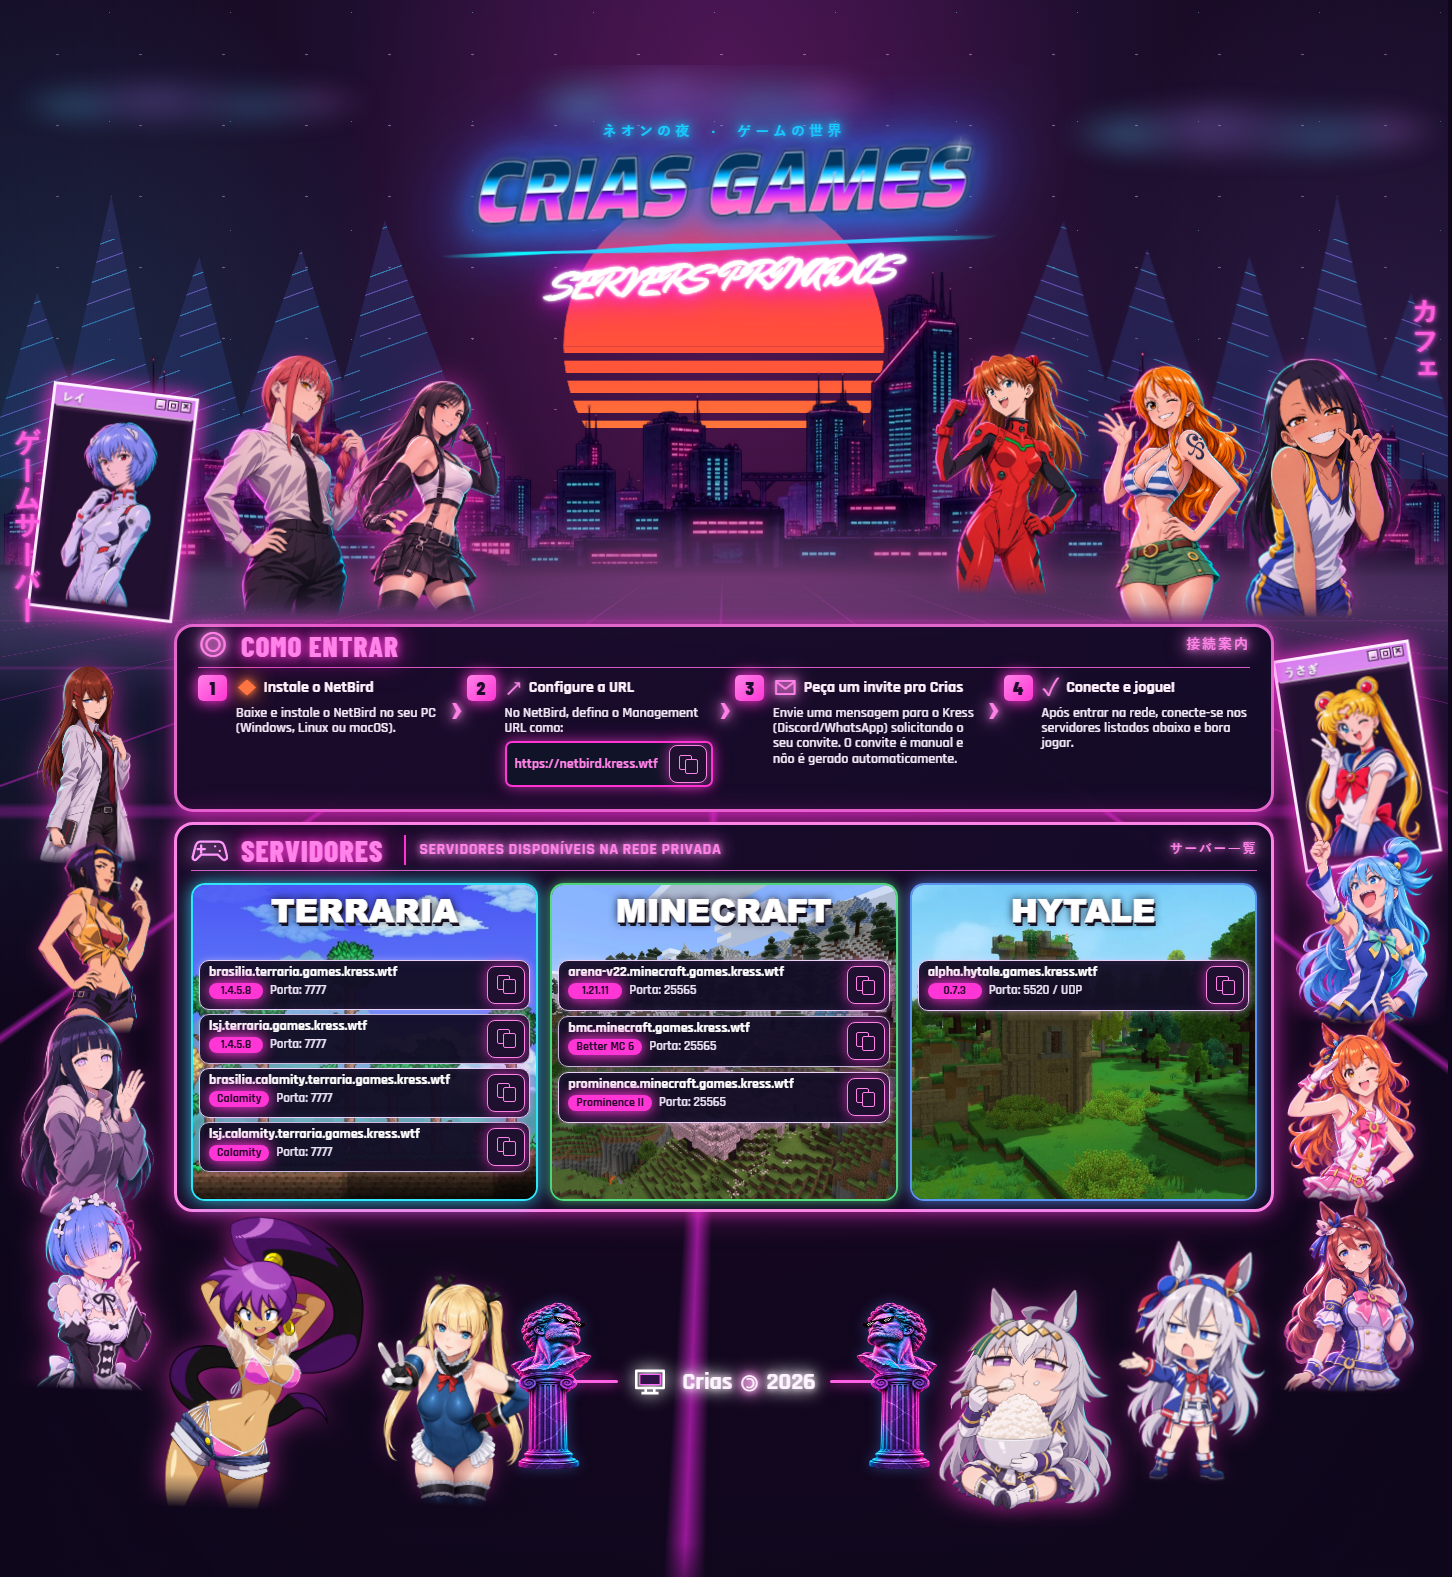 ネオンの夜 · ゲームの世界
CRIAS GAMES
SERVERS PRIVADOS
カフェ
レイ
ゲームサーバー
COMO ENTRAR
接続案内
1 Instale o NetBird
Baixe e instale o NetBird no seu PC
(Windows, Linux ou macOS).
2 Configure a URL
No NetBird, defina o Management
URL como:
https://netbird.kress.wtf
3 Peça um invite pro Crias
Envie uma mensagem para o Kress
(Discord/WhatsApp) solicitando o
seu convite. O convite é manual e
não é gerado automaticamente.
4 Conecte e jogue!
Após entrar na rede, conecte-se nos
servidores listados abaixo e bora
jogar.
うさぎ
SERVIDORES
SERVIDORES DISPONÍVEIS NA REDE PRIVADA
サーバー一覧
TERRARIA
brasilia.terraria.games.kress.wtf
1.4.5.8 Porta: 7777
lsj.terraria.games.kress.wtf
1.4.5.8 Porta: 7777
brasilia.calamity.terraria.games.kress.wtf
Calamity Porta: 7777
lsj.calamity.terraria.games.kress.wtf
Calamity Porta: 7777
MINECRAFT
arena-v22.minecraft.games.kress.wtf
1.21.11 Porta: 25565
bmc.minecraft.games.kress.wtf
Better MC 6 Porta: 25565
prominence.minecraft.games.kress.wtf
Prominence II Porta: 25565
HYTALE
alpha.hytale.games.kress.wtf
0.7.3 Porta: 5520 / UDP
Crias 2026